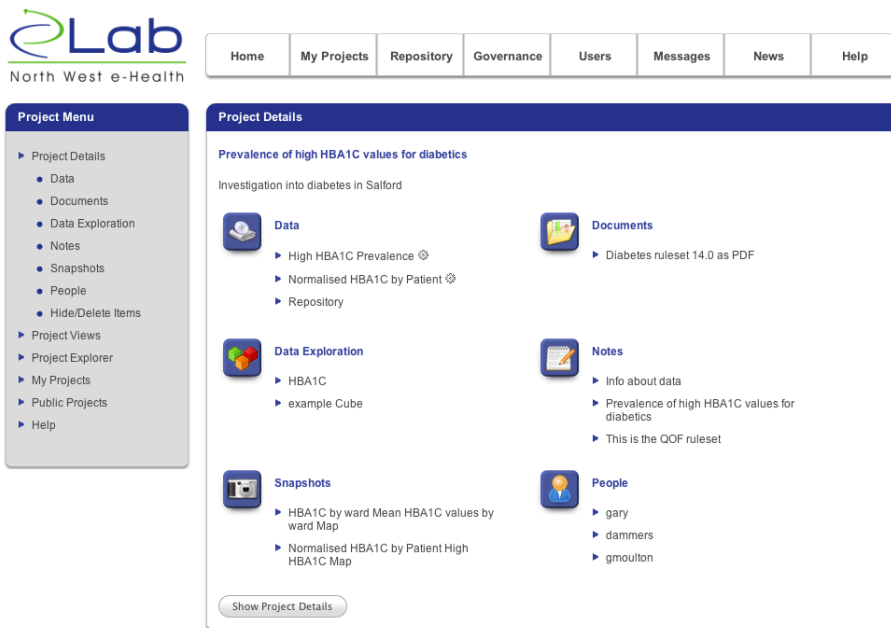 eLab
North West e-Health
Home
My Projects
Repository
Governance
Users
Messages
News
Help
Project Menu
Project Details
Data
Documents
Data Exploration
Notes
Snapshots
People
Hide/Delete Items
Project Views
Project Explorer
My Projects
Public Projects
Help
Project Details
Prevalence of high HBA1C values for diabetics
Investigation into diabetes in Salford
Data
High HBA1C Prevalence
Normalised HBA1C by Patient
Repository
Documents
Diabetes ruleset 14.0 as PDF
Data Exploration
HBA1C
example Cube
Notes
Info about data
Prevalence of high HBA1C values for
diabetics
This is the QOF ruleset
Snapshots
HBA1C by ward Mean HBA1C values by
ward Map
Normalised HBA1C by Patient High
HBA1C Map
People
gary
dammers
gmoulton
Show Project Details